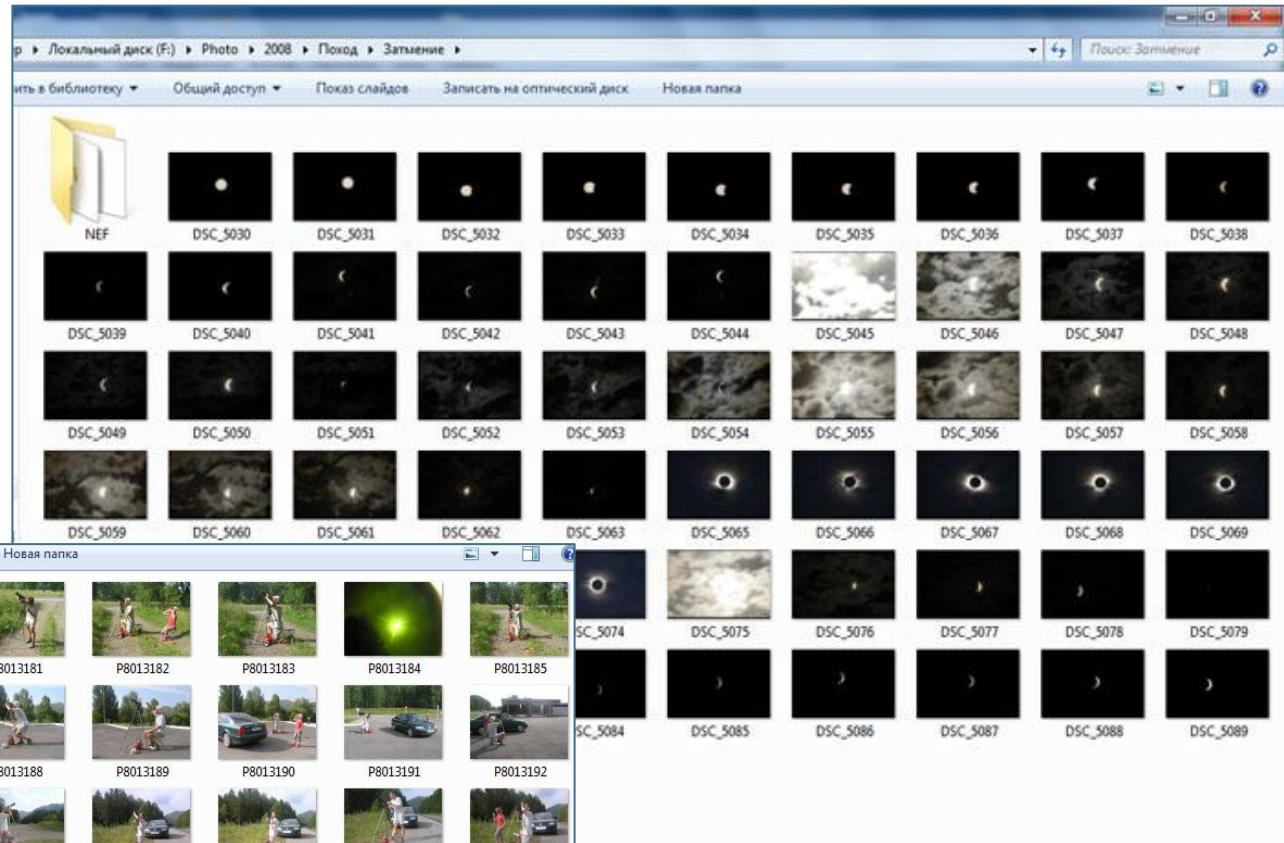 Локальный диск (F:) Photo 2008 Поход Затмение Поиск: Затмение
Общий доступ Показ слайдов Записать на оптический диск Новая папка
NEF DSC_5030 DSC_5031 DSC_5032 DSC_5033 DSC_5034 DSC_5035 DSC_5036 DSC_5037 DSC_5038
DSC_5039 DSC_5040 DSC_5041 DSC_5042 DSC_5043 DSC_5044 DSC_5045 DSC_5046 DSC_5047 DSC_5048
DSC_5049 DSC_5050 DSC_5051 DSC_5052 DSC_5053 DSC_5054 DSC_5055 DSC_5056 DSC_5057 DSC_5058
DSC_5059 DSC_5060 DSC_5061 DSC_5062 DSC_5063 DSC_5065 DSC_5066 DSC_5067 DSC_5068 DSC_5069
SC_5074 DSC_5075 DSC_5076 DSC_5077 DSC_5078 DSC_5079
SC_5084 DSC_5085 DSC_5086 DSC_5087 DSC_5088 DSC_5089
Новая папка
8013181 P8013182 P8013183 P8013184 P8013185
8013188 P8013189 P8013190 P8013191 P8013192